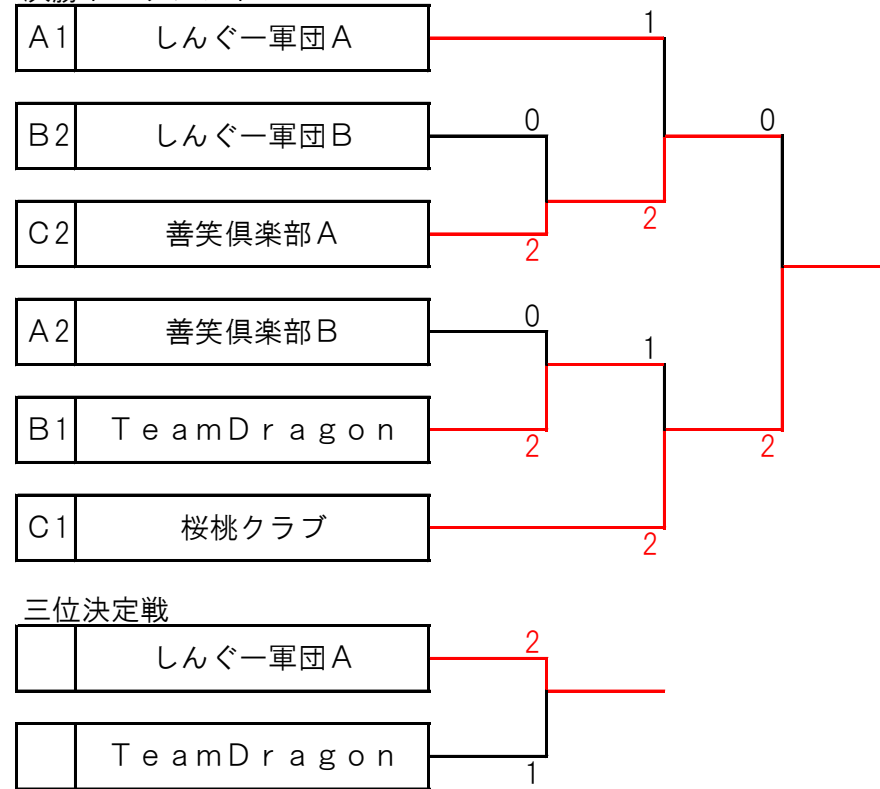 1
A1 しんぐー軍団A
B2 しんぐー軍団B 0 0
C2 善笑倶楽部A 2 2
A2 善笑倶楽部B 0 1
B1 TeamDragon 2 2
C1 桜桃クラブ 2
三位決定戦
しんぐー軍団A 2
TeamDragon 1